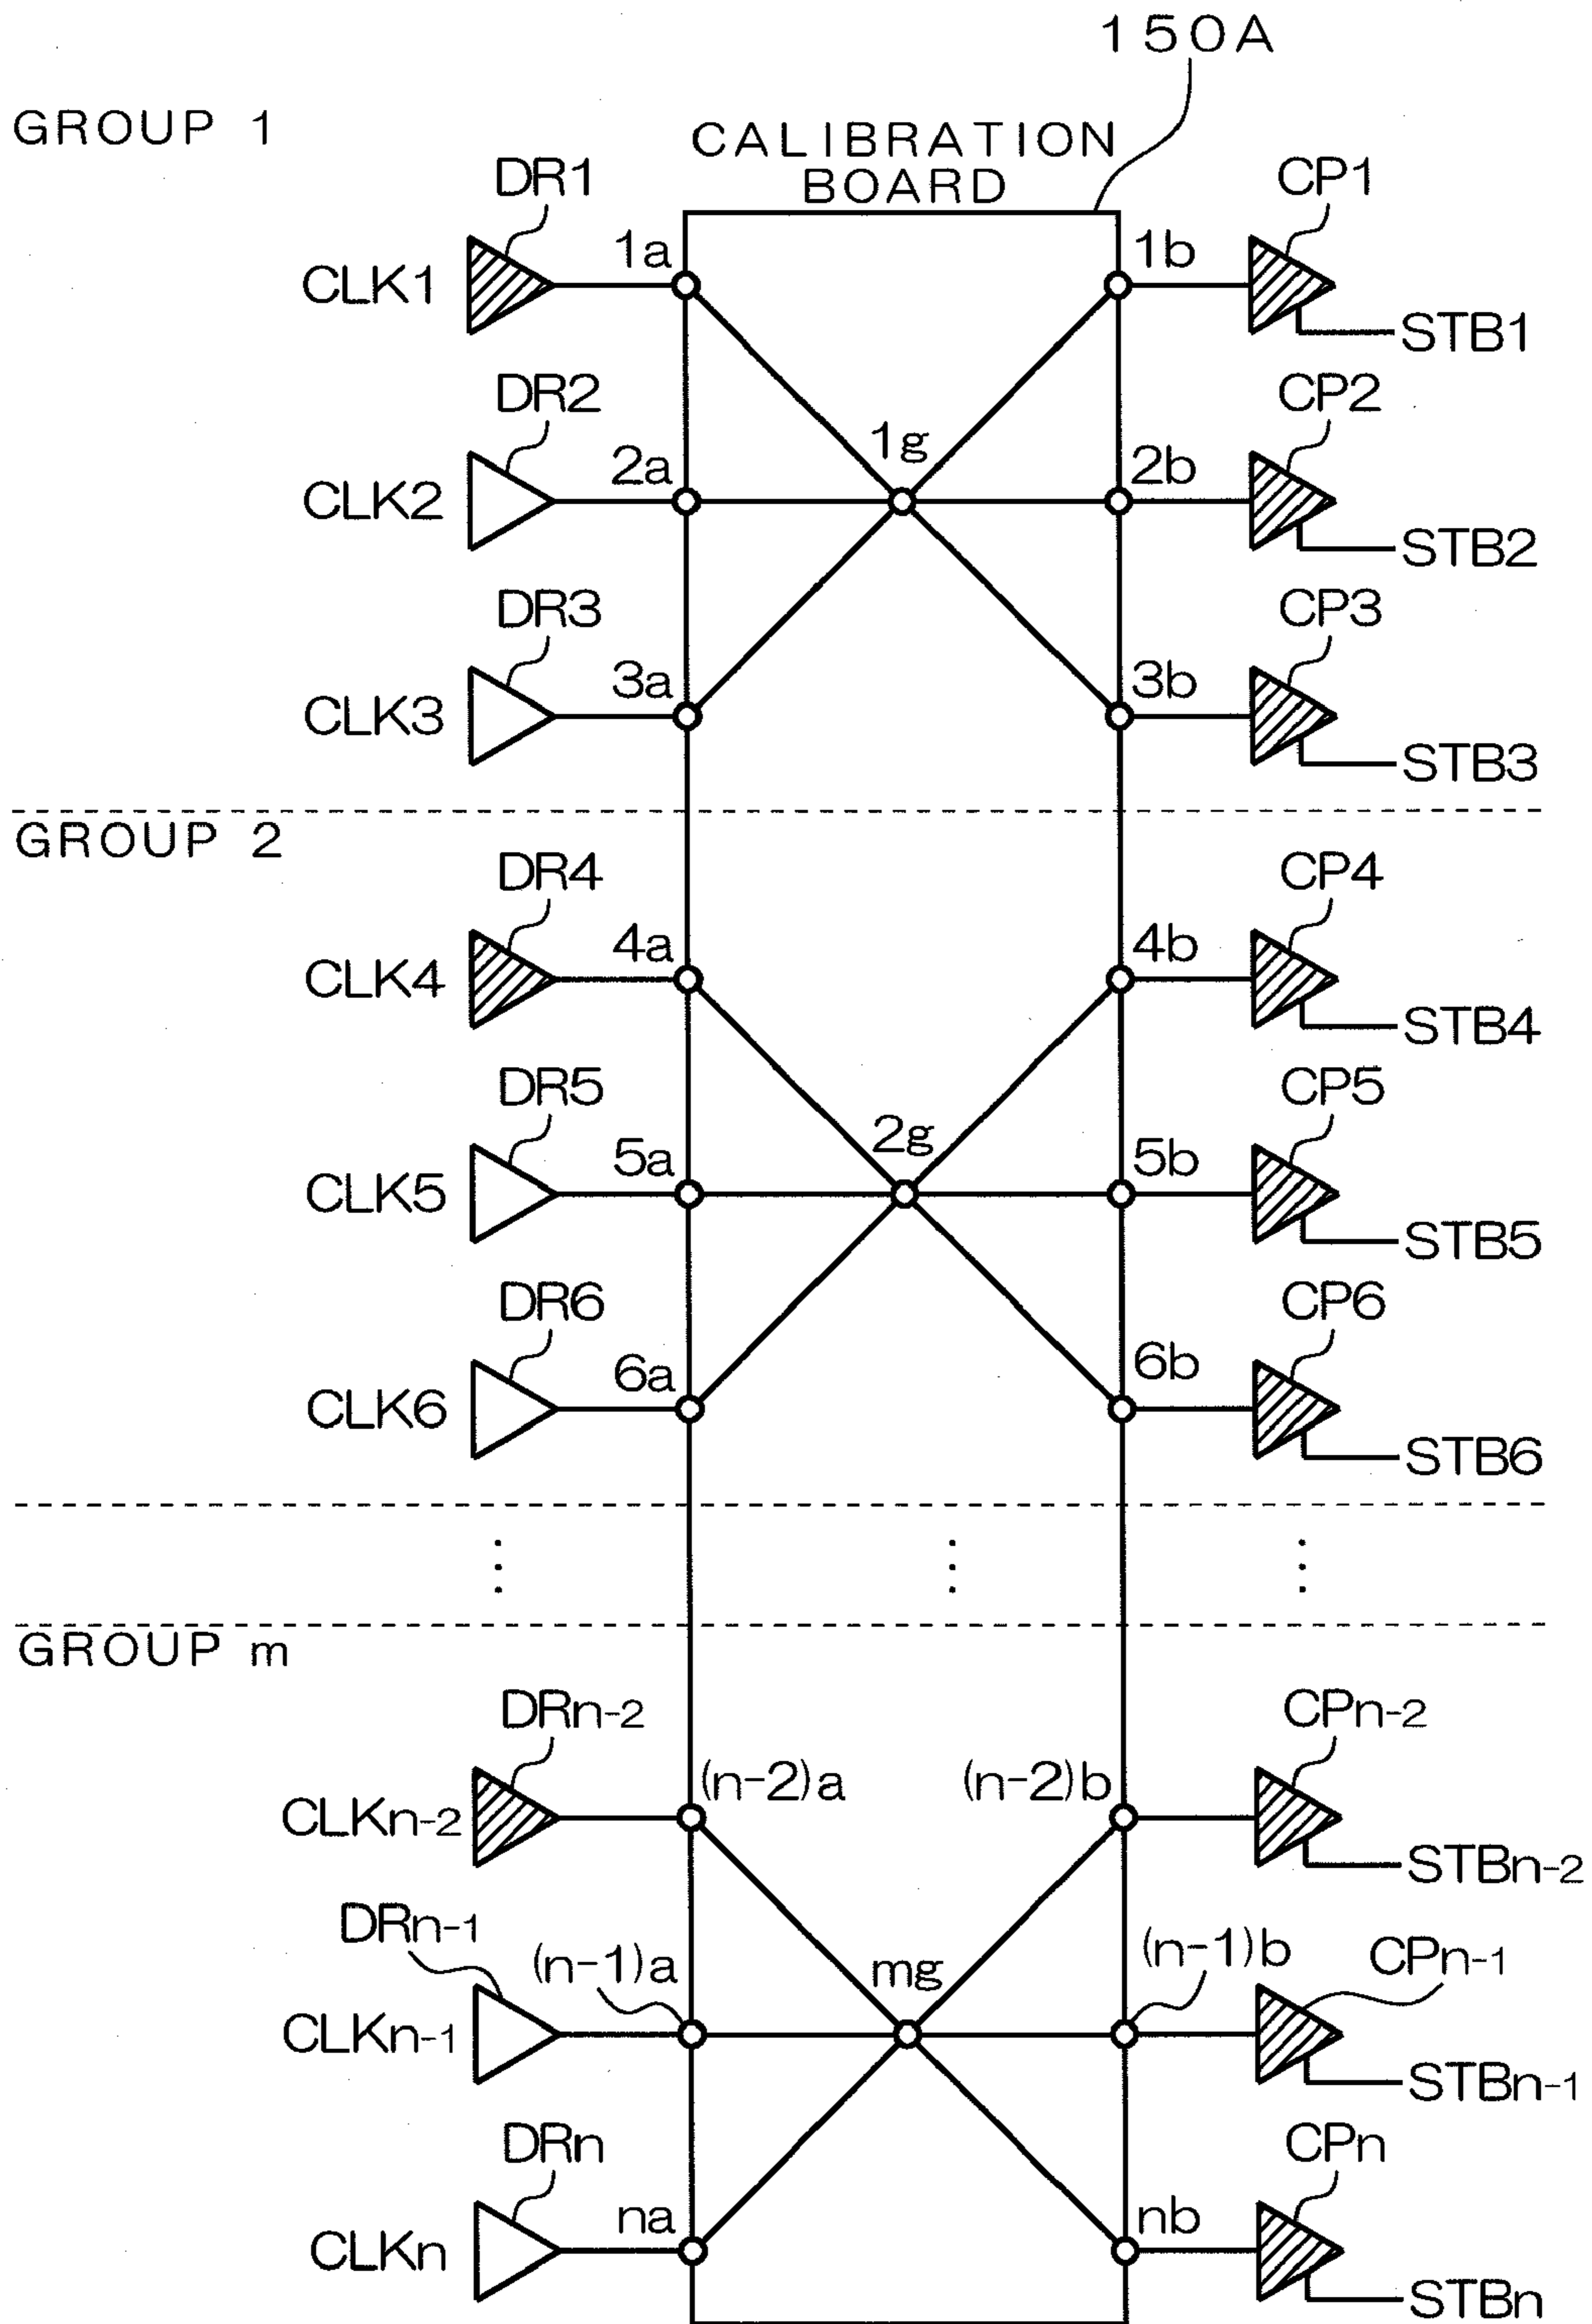 150A
GROUP 1
CALIBRATION
BOARD
DR1
CP1
1a
1b
CLK1
STB1
DR2
CP2
1g
2a
2b
CLK2
STB2
DR3
CP3
3a
3b
CLK3
STB3
GROUP 2
DR4
CP4
4a
4b
CLK4
STB4
DR5
CP5
2g
5a
5b
CLK5
STB5
DR6
CP6
6a
6b
CLK6
STB6
GROUP m
DRn-2
CPn-2
(n-2)a
(n-2)b
CLKn-2
STBn-2
DRn-1
(n-1)a
mg
(n-1)b
CPn-1
CLKn-1
STBn-1
DRn
CPn
na
nb
CLKn
STBn